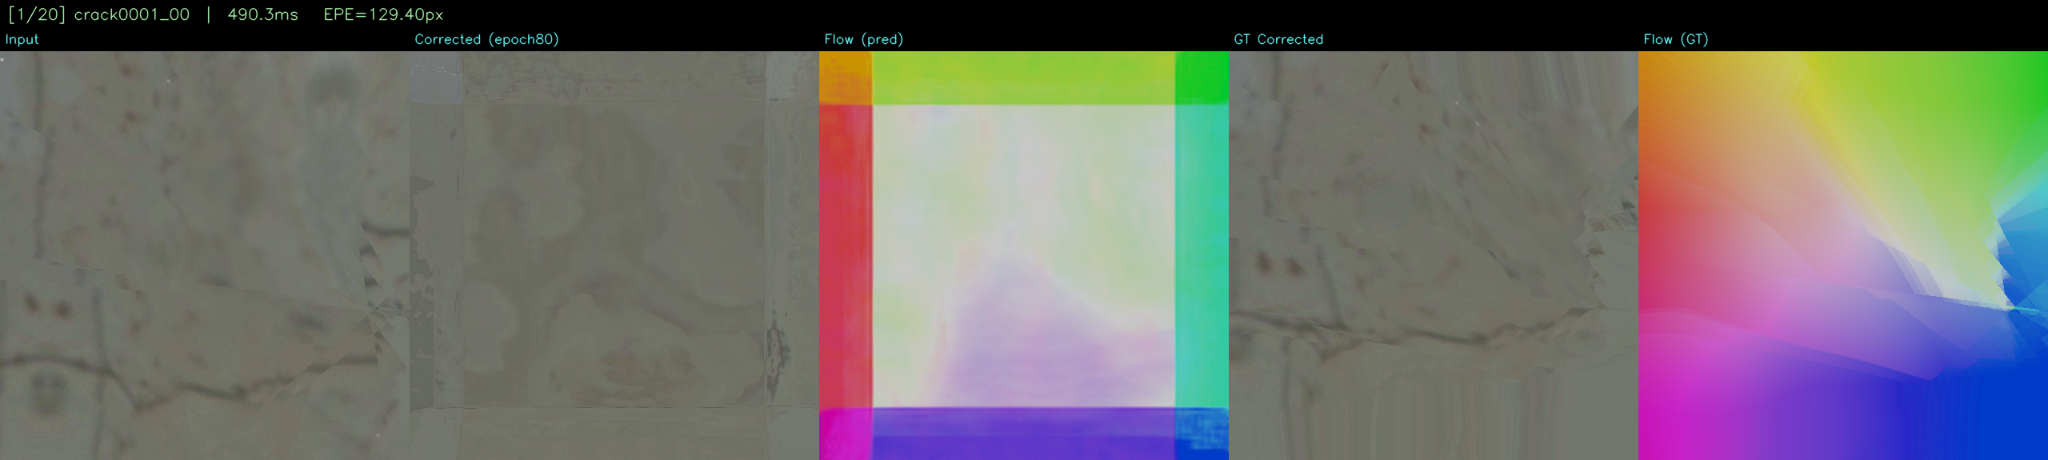 [1/20] crack0001_00 | 490.3ms EPE=129.40px
Input
Corrected (epoch80)
Flow (pred)
GT Corrected
Flow (GT)